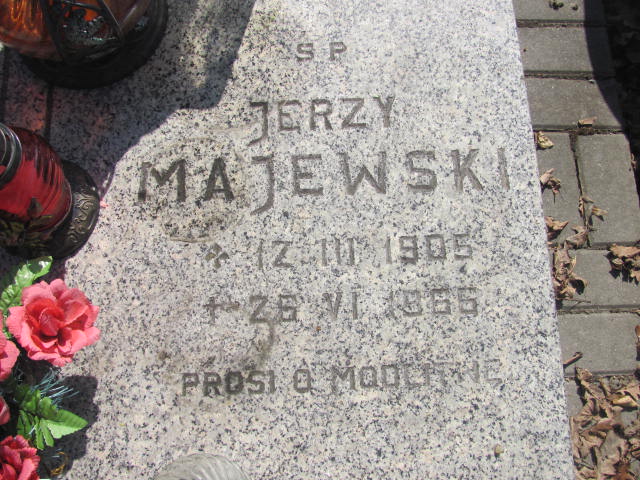 SP
JERZY
MAJEWSKI
* 12 III 1905
+ 26 VI 1966
PROSI O MODLITWĘ